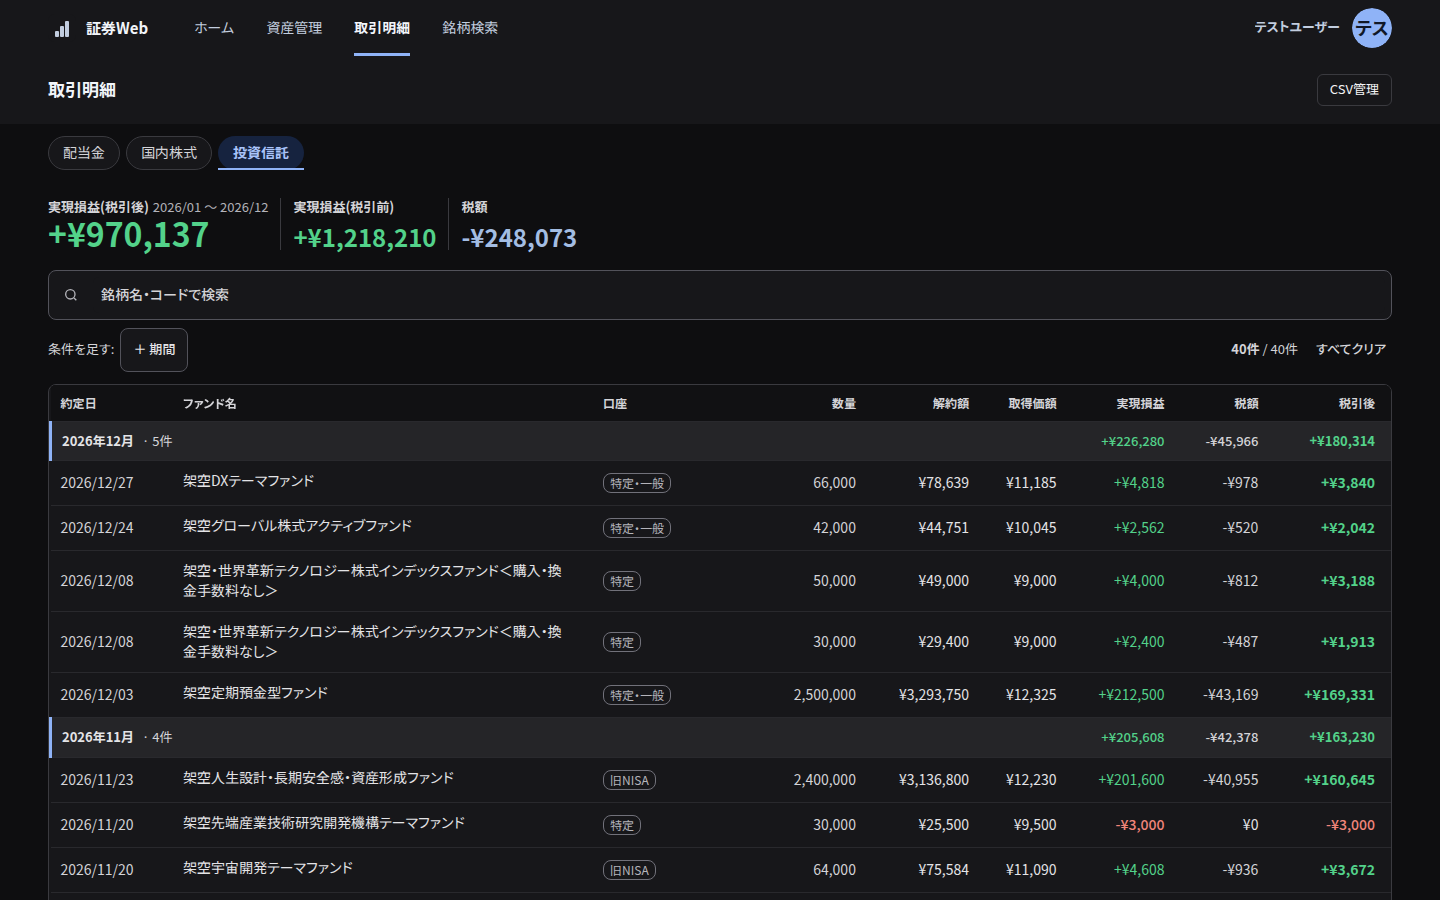 証券Web ホーム 資産管理 取引明細 銘柄検索 テストユーザー テス
取引明細 CSV管理
配当金 国内株式 投資信託
実現損益(税引後) 2026/01 〜 2026/12 実現損益(税引前) 税額
+¥970,137 +¥1,218,210 -¥248,073
銘柄名・コードで検索
条件を足す: + 期間 40件 / 40件 すべてクリア
約定日 ファンド名 口座 数量 解約額 取得価額 実現損益 税額 税引後
2026年12月 · 5件 +¥226,280 -¥45,966 +¥180,314
2026/12/27 架空DXテーマファンド 特定・一般 66,000 ¥78,639 ¥11,185 +¥4,818 -¥978 +¥3,840
2026/12/24 架空グローバル株式アクティブファンド 特定・一般 42,000 ¥44,751 ¥10,045 +¥2,562 -¥520 +¥2,042
2026/12/08 架空・世界革新テクノロジー株式インデックスファンド＜購入・換 特定 50,000 ¥49,000 ¥9,000 +¥4,000 -¥812 +¥3,188
金手数料なし＞
2026/12/08 架空・世界革新テクノロジー株式インデックスファンド＜購入・換 特定 30,000 ¥29,400 ¥9,000 +¥2,400 -¥487 +¥1,913
金手数料なし＞
2026/12/03 架空定期預金型ファンド 特定・一般 2,500,000 ¥3,293,750 ¥12,325 +¥212,500 -¥43,169 +¥169,331
2026年11月 · 4件 +¥205,608 -¥42,378 +¥163,230
2026/11/23 架空人生設計・長期安全感・資産形成ファンド 旧NISA 2,400,000 ¥3,136,800 ¥12,230 +¥201,600 -¥40,955 +¥160,645
2026/11/20 架空先端産業技術研究開発機構テーマファンド 特定 30,000 ¥25,500 ¥9,500 -¥3,000 ¥0 -¥3,000
2026/11/20 架空宇宙開発テーマファンド 旧NISA 64,000 ¥75,584 ¥11,090 +¥4,608 -¥936 +¥3,672